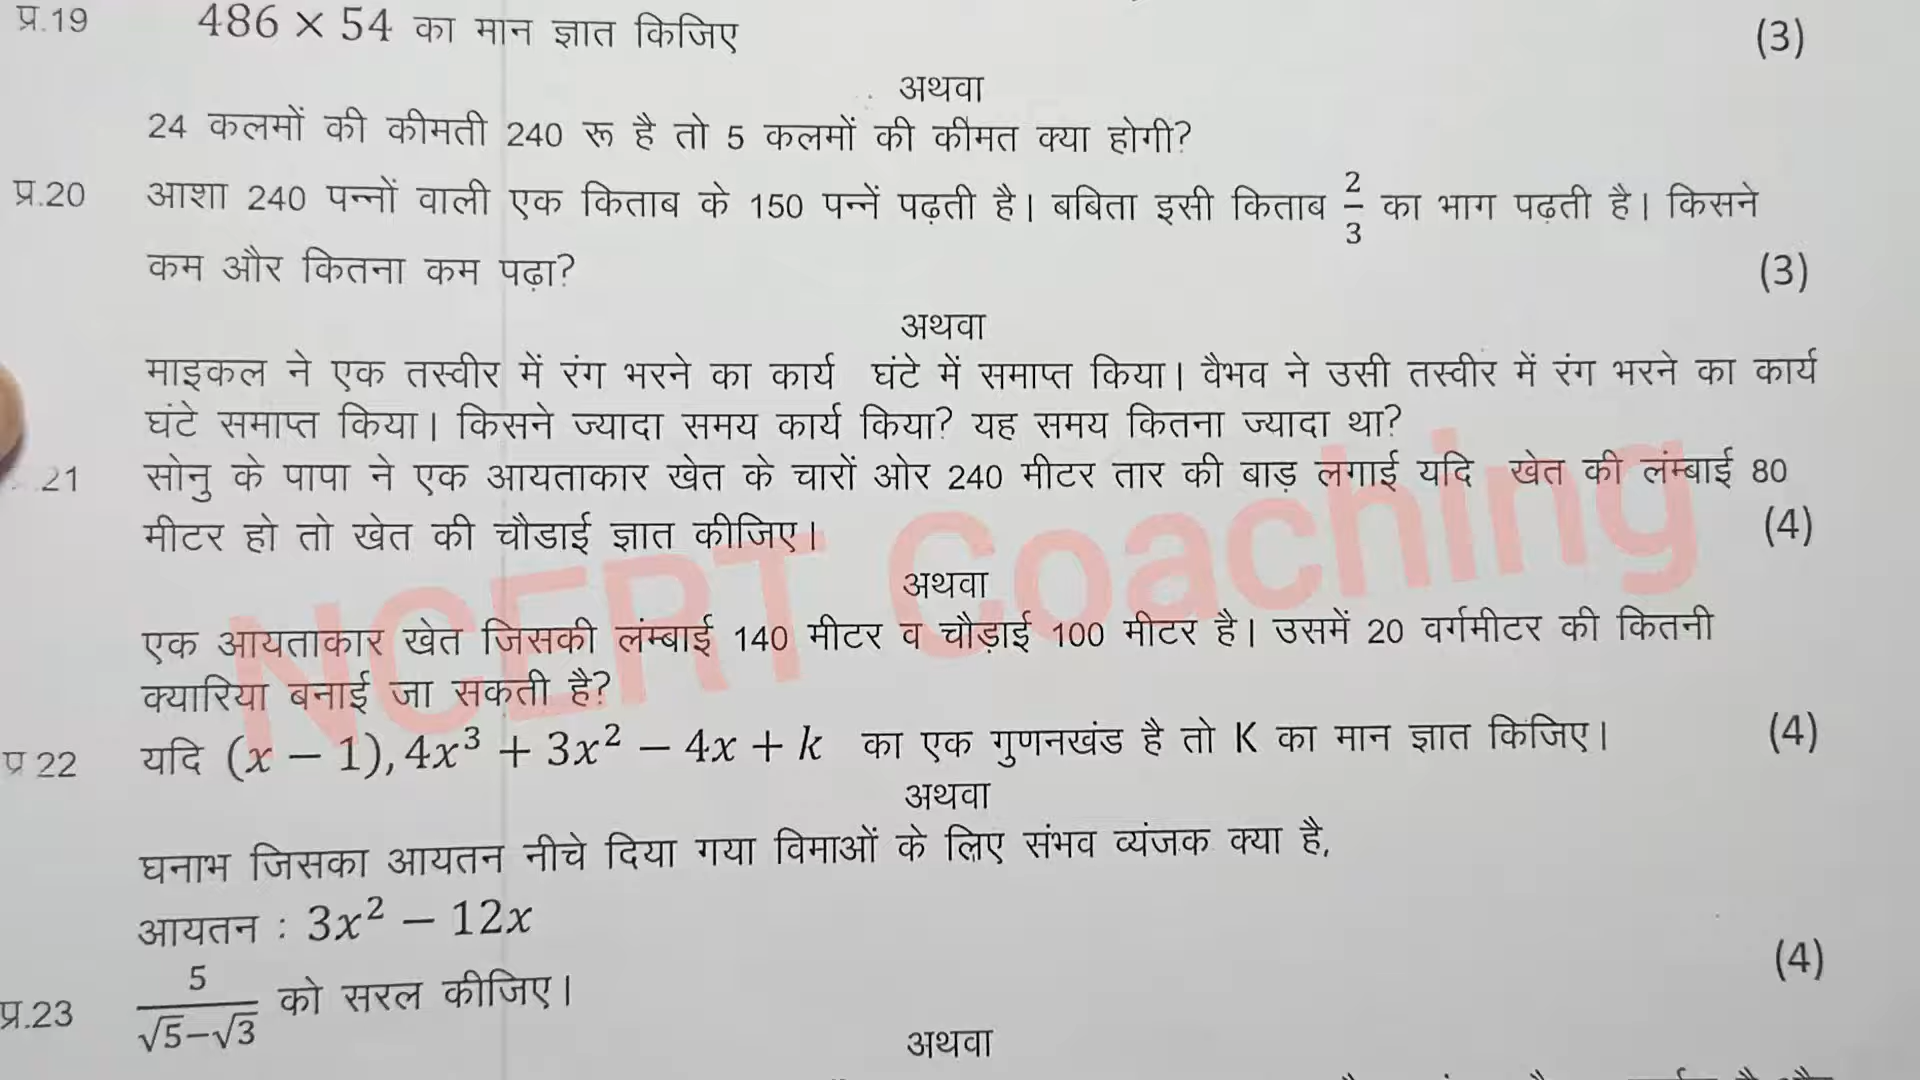 प्र.19 486 × 54 का मान ज्ञात किजिए (3)
अथवा
24 कलमों की कीमती 240 रू है तो 5 कलमों की कीमत क्या होगी?
प्र.20 आशा 240 पन्नों वाली एक किताब के 150 पन्नें पढ़ती है। बबिता इसी किताब 2/3 का भाग पढ़ती है। किसने
कम और कितना कम पढ़ा? (3)
अथवा
माइकल ने एक तस्वीर में रंग भरने का कार्य घंटे में समाप्त किया। वैभव ने उसी तस्वीर में रंग भरने का कार्य
घंटे समाप्त किया। किसने ज्यादा समय कार्य किया? यह समय कितना ज्यादा था?
21 सोनु के पापा ने एक आयताकार खेत के चारों ओर 240 मीटर तार की बाड़ लगाई यदि खेत की लंम्बाई 80
मीटर हो तो खेत की चौडाई ज्ञात कीजिए। (4)
अथवा
एक आयताकार खेत जिसकी लंम्बाई 140 मीटर व चौड़ाई 100 मीटर है। उसमें 20 वर्गमीटर की कितनी
क्यारिया बनाई जा सकती है?
NCERT Coaching
प्र 22 यदि (x − 1), 4x³ + 3x² − 4x + k का एक गुणनखंड है तो K का मान ज्ञात किजिए। (4)
अथवा
घनाभ जिसका आयतन नीचे दिया गया विमाओं के लिए संभव व्यंजक क्या है,
आयतन : 3x² − 12x
(4)
प्र.23 5/(√5−√3) को सरल कीजिए।
अथवा